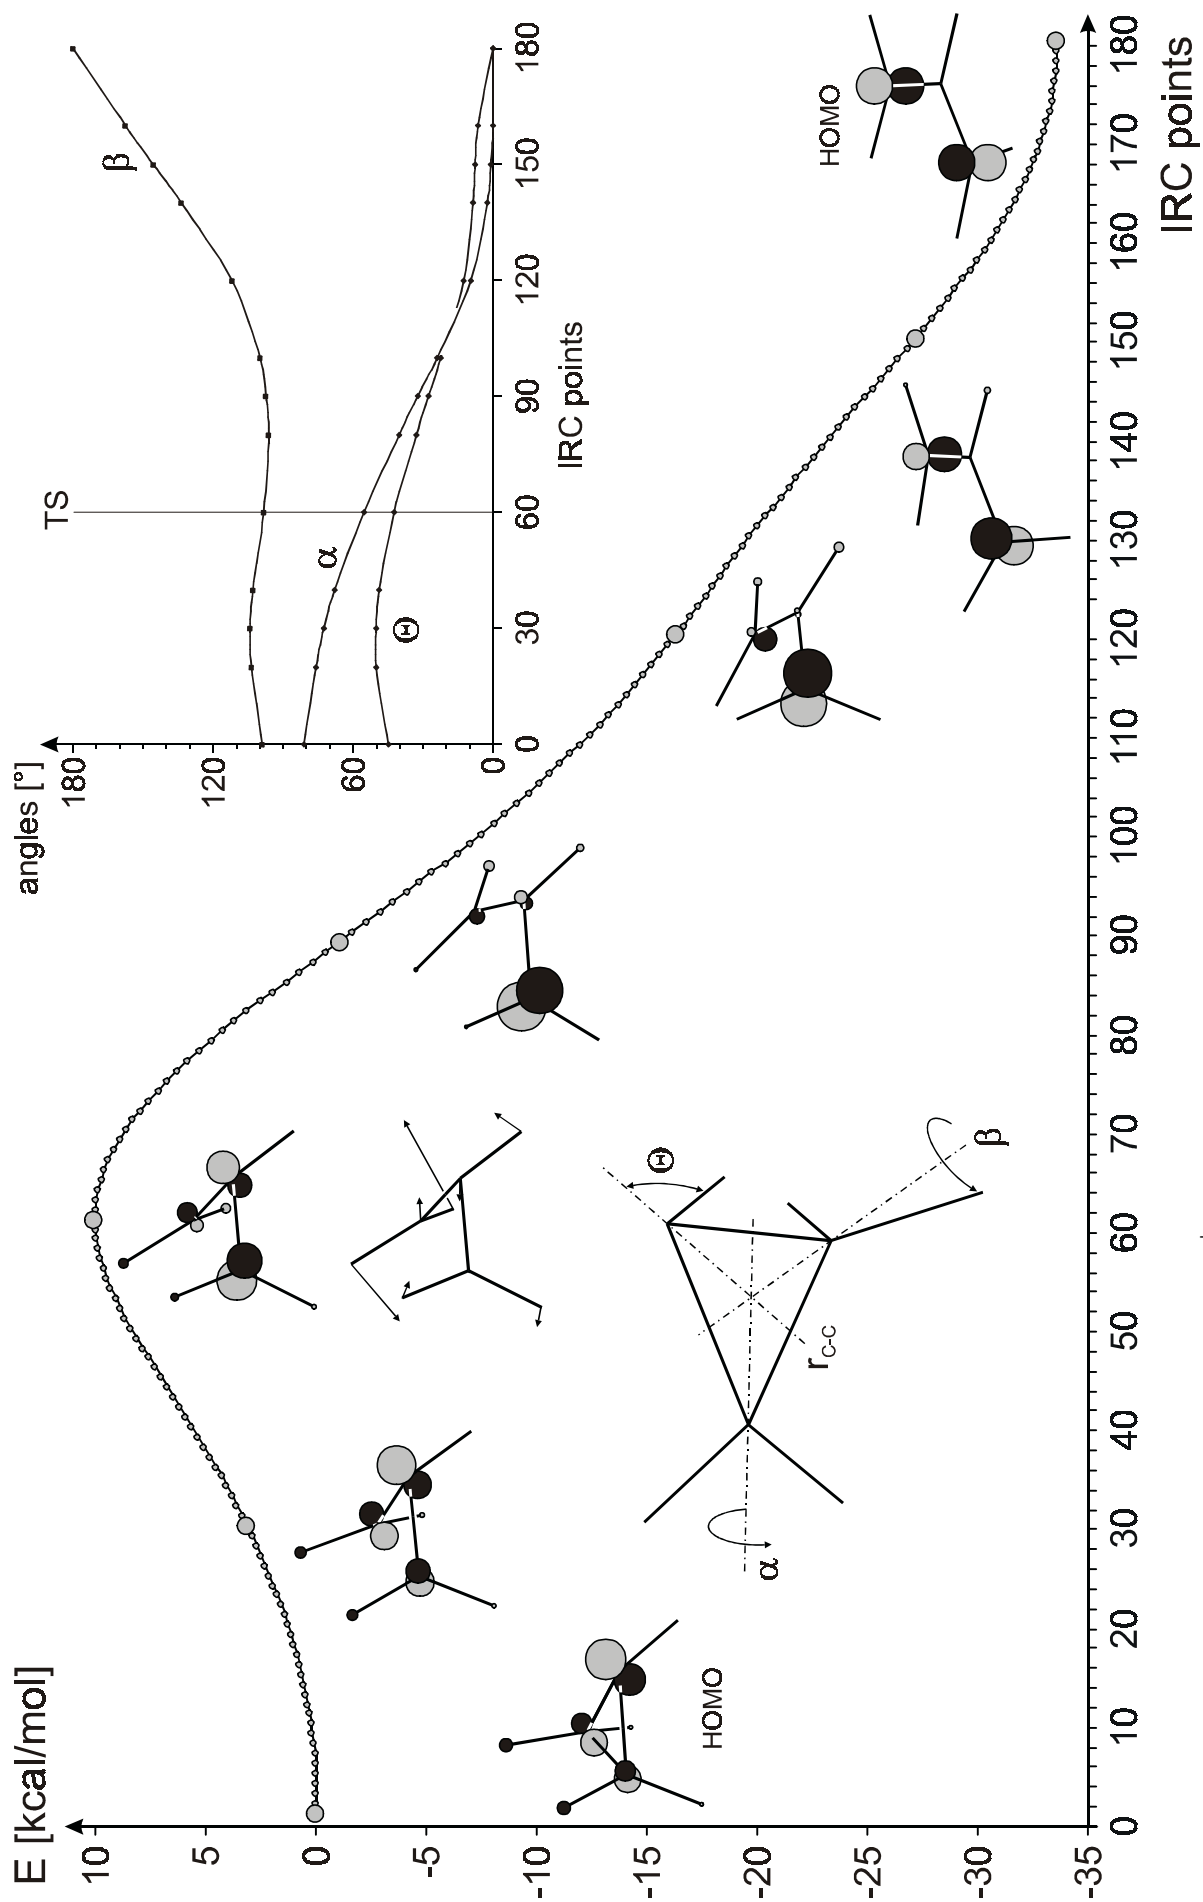 E [kcal/mol]
10
5
0
-5
-10
-15
-20
-25
-30
-35
0 10 20 30 40 50 60 70 80 90 100 110 120 130 140 150 160 170 180
IRC points
HOMO
HOMO
α
β
Θ
rC-C
angles [°]
180
120
60
0
0 30 60 90 120 150 180
IRC points
TS
β
α
Θ